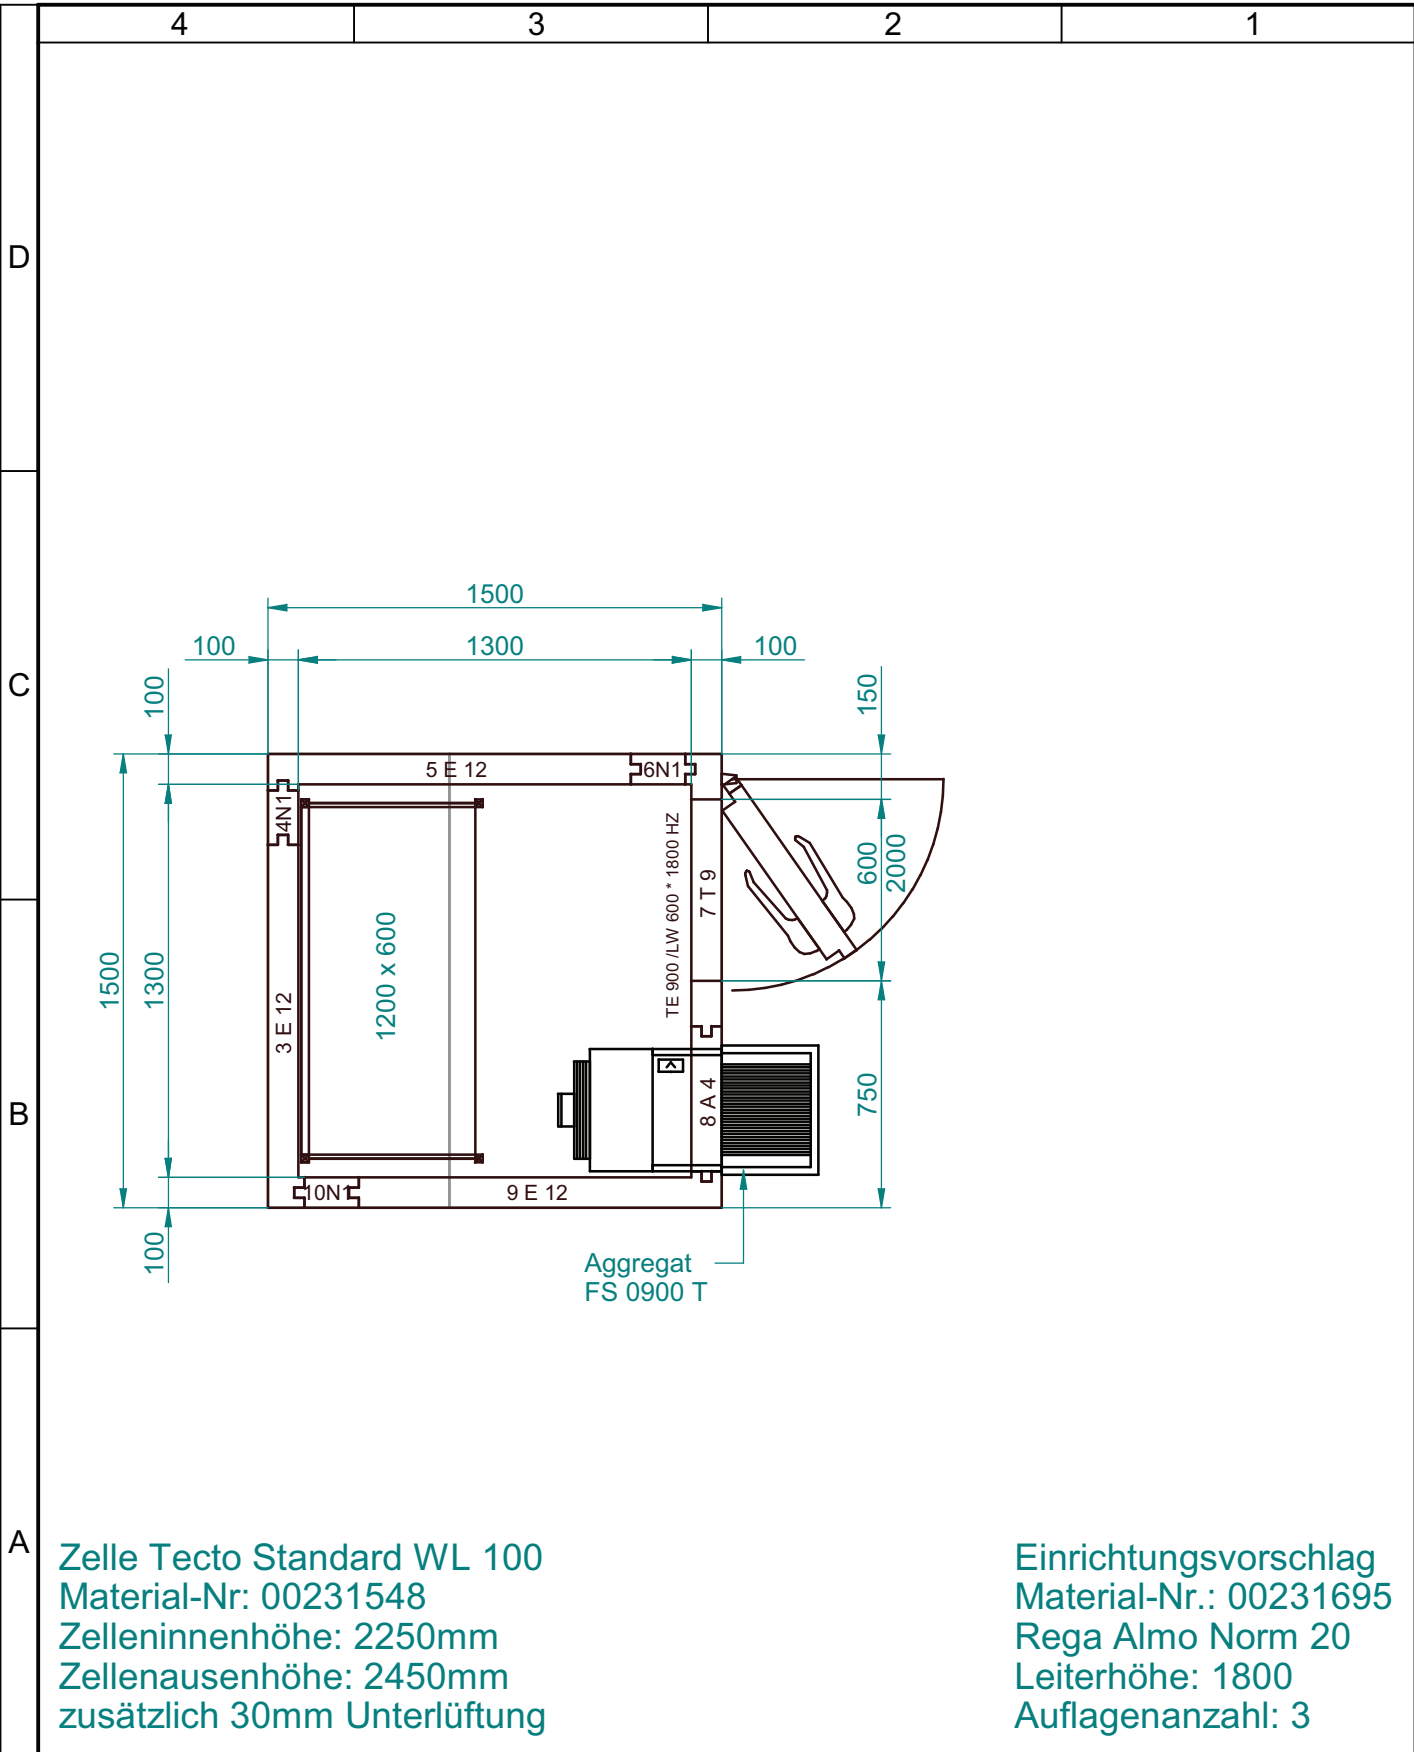 4
3
2
1
D
C
B
A
1500
100
1300
100
100
150
5 E 12
6N1
4N1
TE 900 /LW 600 * 1800 HZ
7 T 9
600
2000
1500
1300
3 E 12
1200 x 600
8 A 4
750
10N1
9 E 12
100
Aggregat
FS 0900 T
Zelle Tecto Standard WL 100
Material-Nr: 00231548
Zelleninnenhöhe: 2250mm
Zellenausenhöhe: 2450mm
zusätzlich 30mm Unterlüftung
Einrichtungsvorschlag
Material-Nr.: 00231695
Rega Almo Norm 20
Leiterhöhe: 1800
Auflagenanzahl: 3